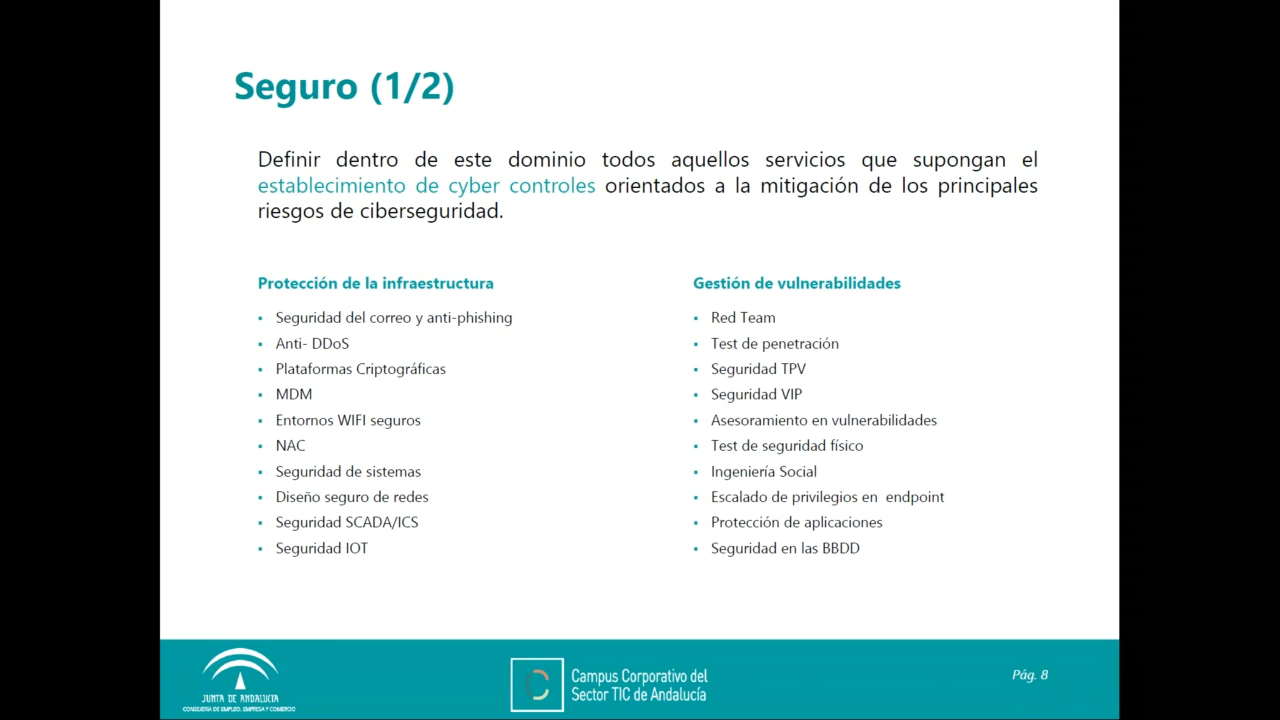 Seguro (1/2)
Definir dentro de este dominio todos aquellos servicios que supongan el
establecimiento de cyber controles orientados a la mitigación de los principales
riesgos de ciberseguridad.
Protección de la infraestructura
Seguridad del correo y anti-phishing
Anti- DDoS
Plataformas Criptográficas
MDM
Entornos WIFI seguros
NAC
Seguridad de sistemas
Diseño seguro de redes
Seguridad SCADA/ICS
Seguridad IOT
Gestión de vulnerabilidades
Red Team
Test de penetración
Seguridad TPV
Seguridad VIP
Asesoramiento en vulnerabilidades
Test de seguridad físico
Ingeniería Social
Escalado de privilegios en  endpoint
Protección de aplicaciones
Seguridad en las BBDD
JUNTA DE ANDALUCIA
CONSEJERÍA DE EMPLEO, EMPRESA Y COMERCIO
Campus Corporativo del
Sector TIC de Andalucía
Pág. 8